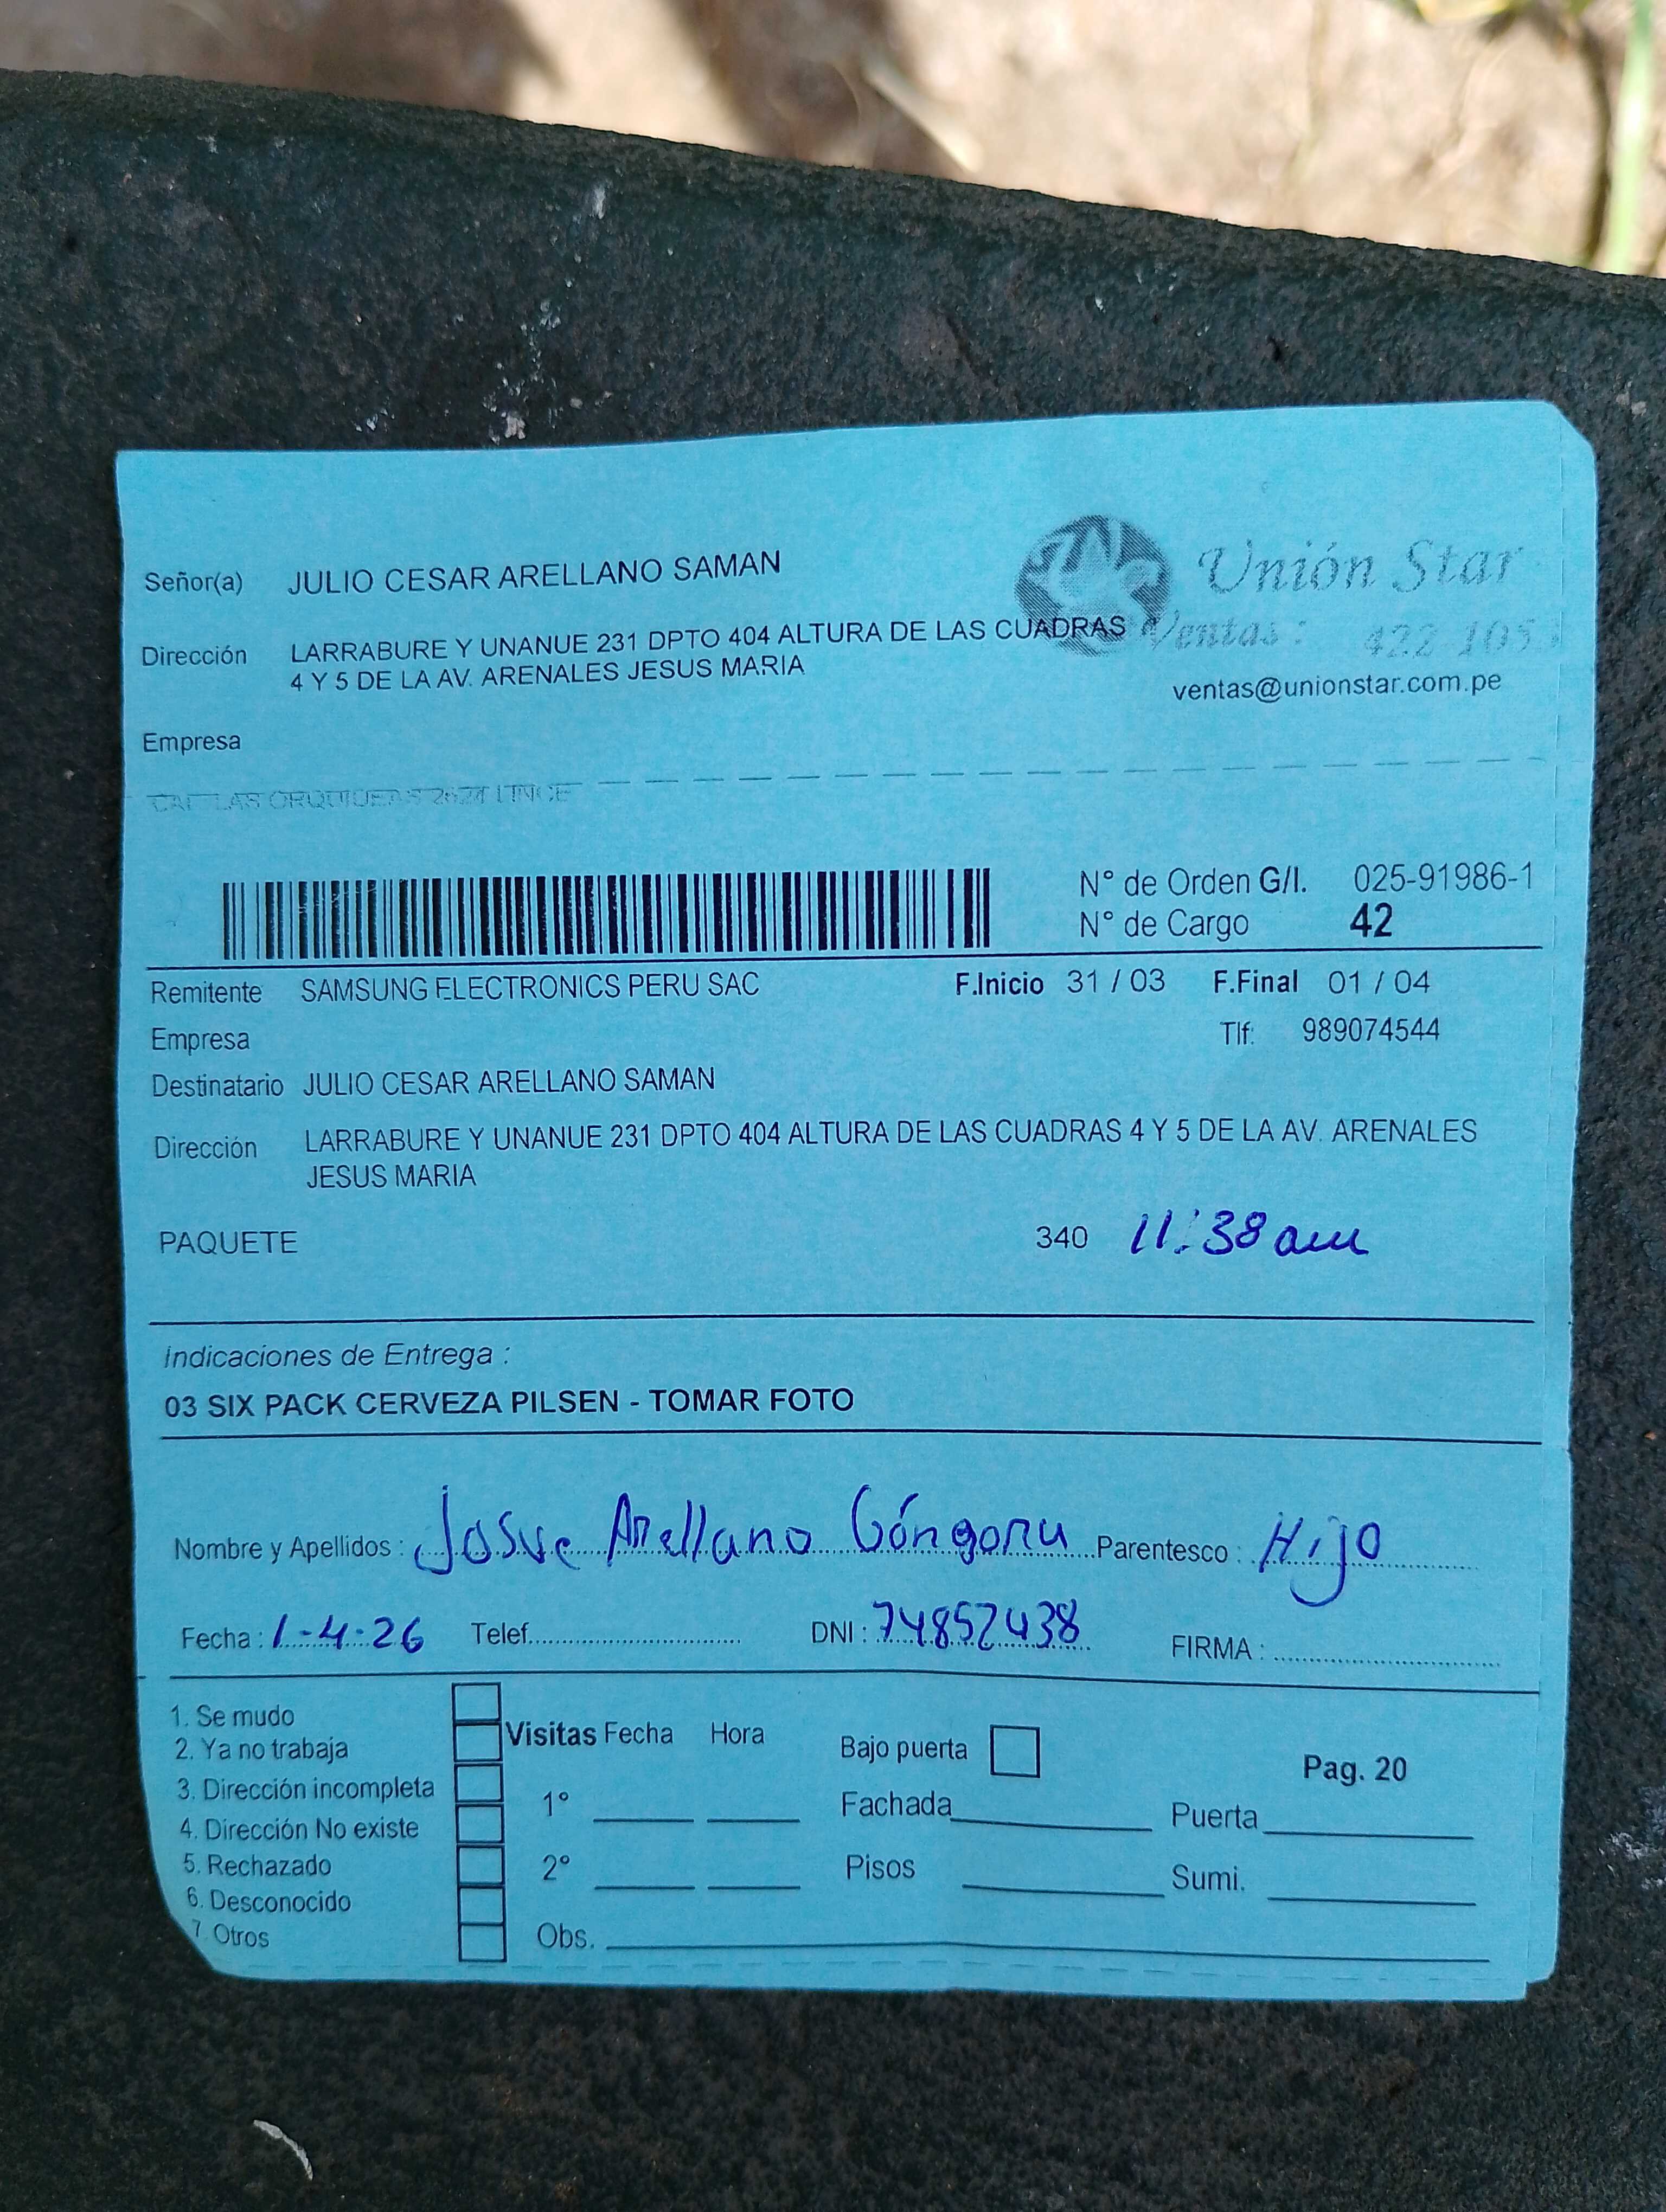 Señor(a) JULIO CESAR ARELLANO SAMAN
Unión Star
Dirección LARRABURE Y UNANUE 231 DPTO 404 ALTURA DE LAS CUADRAS
4 Y 5 DE LA AV. ARENALES JESUS MARIA
Ventas: 422 105
ventas@unionstar.com.pe
Empresa
LAS ORQUIDEAS LINCE
N° de Orden G/I. 025-91986-1
N° de Cargo 42
Remitente SAMSUNG ELECTRONICS PERU SAC F.Inicio 31 / 03 F.Final 01 / 04
Empresa Tlf: 989074544
Destinatario JULIO CESAR ARELLANO SAMAN
Dirección LARRABURE Y UNANUE 231 DPTO 404 ALTURA DE LAS CUADRAS 4 Y 5 DE LA AV. ARENALES
JESUS MARIA
PAQUETE 340 11:38 am
Indicaciones de Entrega :
03 SIX PACK CERVEZA PILSEN - TOMAR FOTO
Nombre y Apellidos : Josue Arellano Góngora Parentesco : Hijo
Fecha : 1-4-26 Telef. DNI : 74852438 FIRMA :
1. Se mudo
2. Ya no trabaja
3. Dirección incompleta
4. Dirección No existe
5. Rechazado
6. Desconocido
7 Otros
Visitas Fecha Hora
1°
2°
Obs.
Bajo puerta
Fachada
Pisos
Pag. 20
Puerta
Sumi.